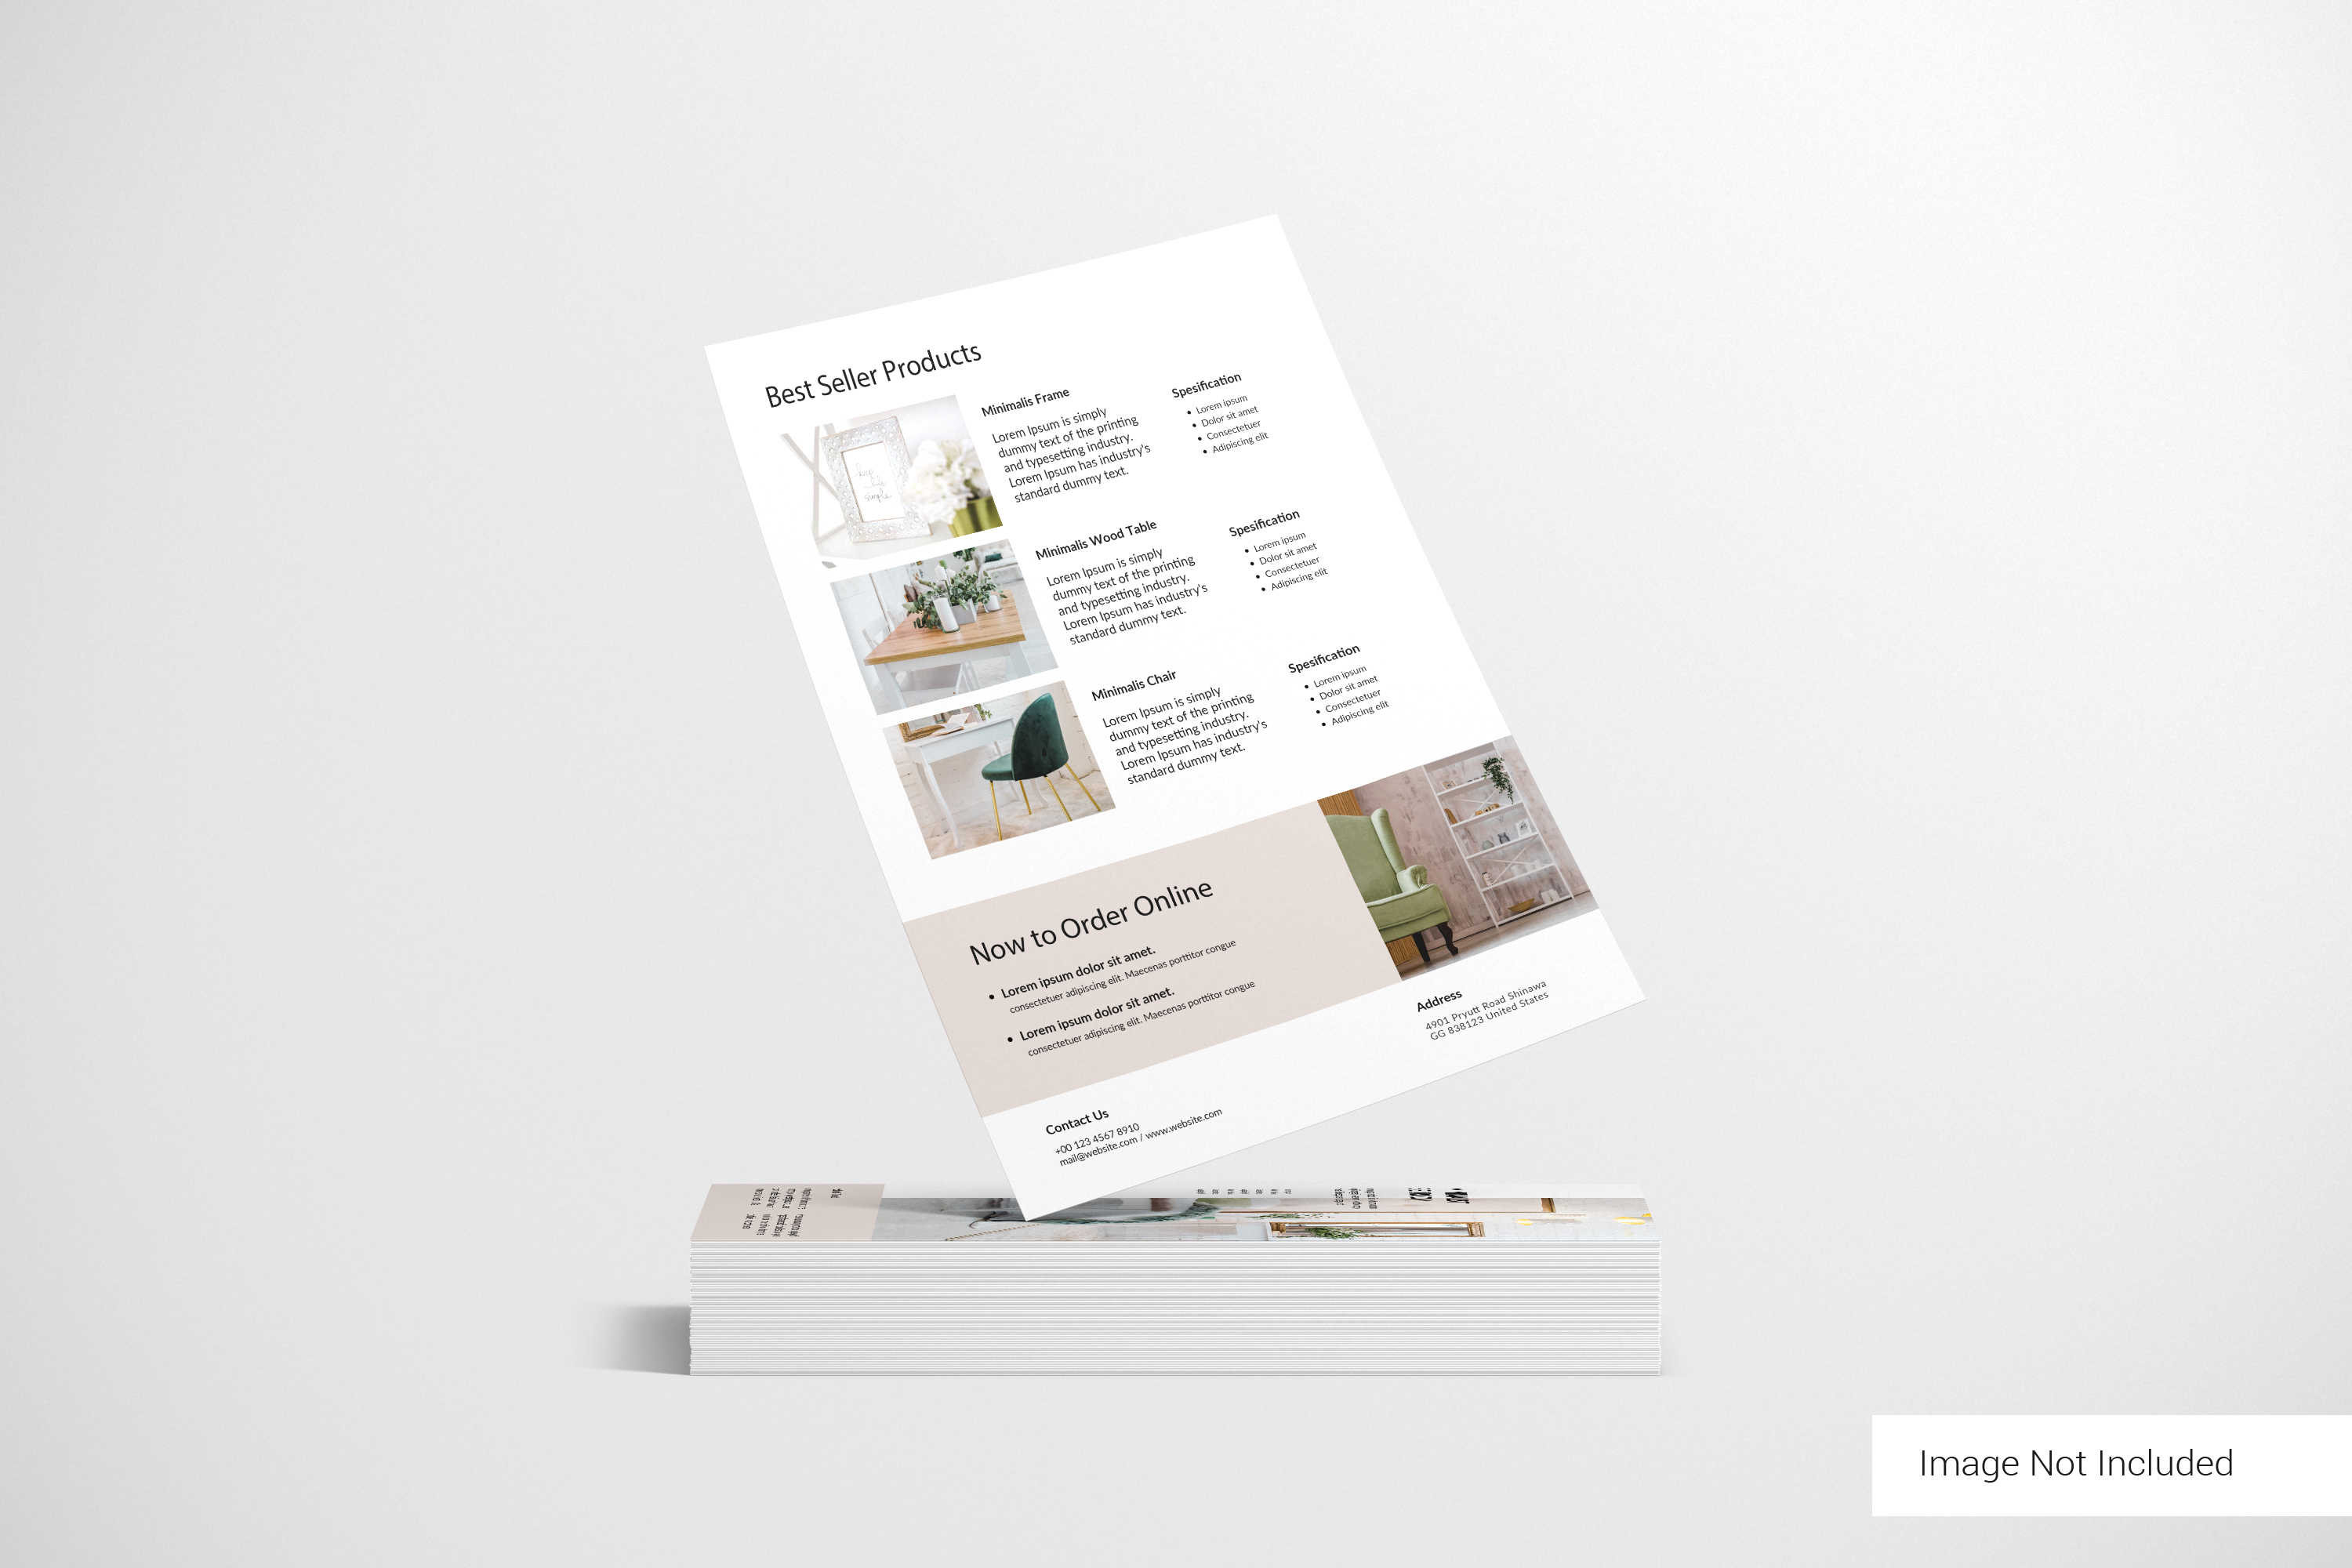 Best Seller Products
Minimalis Frame
Lorem Ipsum is simply
dummy text of the printing
and typesetting industry.
Lorem Ipsum has industry's
standard dummy text.
Spesification
• Lorem ipsum
• Dolor sit amet
• Consectetuer
• Adipiscing elit
keep
life
simple
Minimalis Wood Table
Lorem Ipsum is simply
dummy text of the printing
and typesetting industry.
Lorem Ipsum has industry's
standard dummy text.
Spesification
• Lorem ipsum
• Dolor sit amet
• Consectetuer
• Adipiscing elit
Minimalis Chair
Lorem Ipsum is simply
dummy text of the printing
and typesetting industry.
Lorem Ipsum has industry's
standard dummy text.
Spesification
• Lorem ipsum
• Dolor sit amet
• Consectetuer
• Adipiscing elit
Now to Order Online
• Lorem ipsum dolor sit amet.
consectetuer adipiscing elit. Maecenas porttitor congue
• Lorem ipsum dolor sit amet.
consectetuer adipiscing elit. Maecenas porttitor congue
Contact Us
+00 123 4567 8910
mail@website.com / www.website.com
Address
4901 Pryutt Road Shinawa
GG 838123 United States
Image Not Included